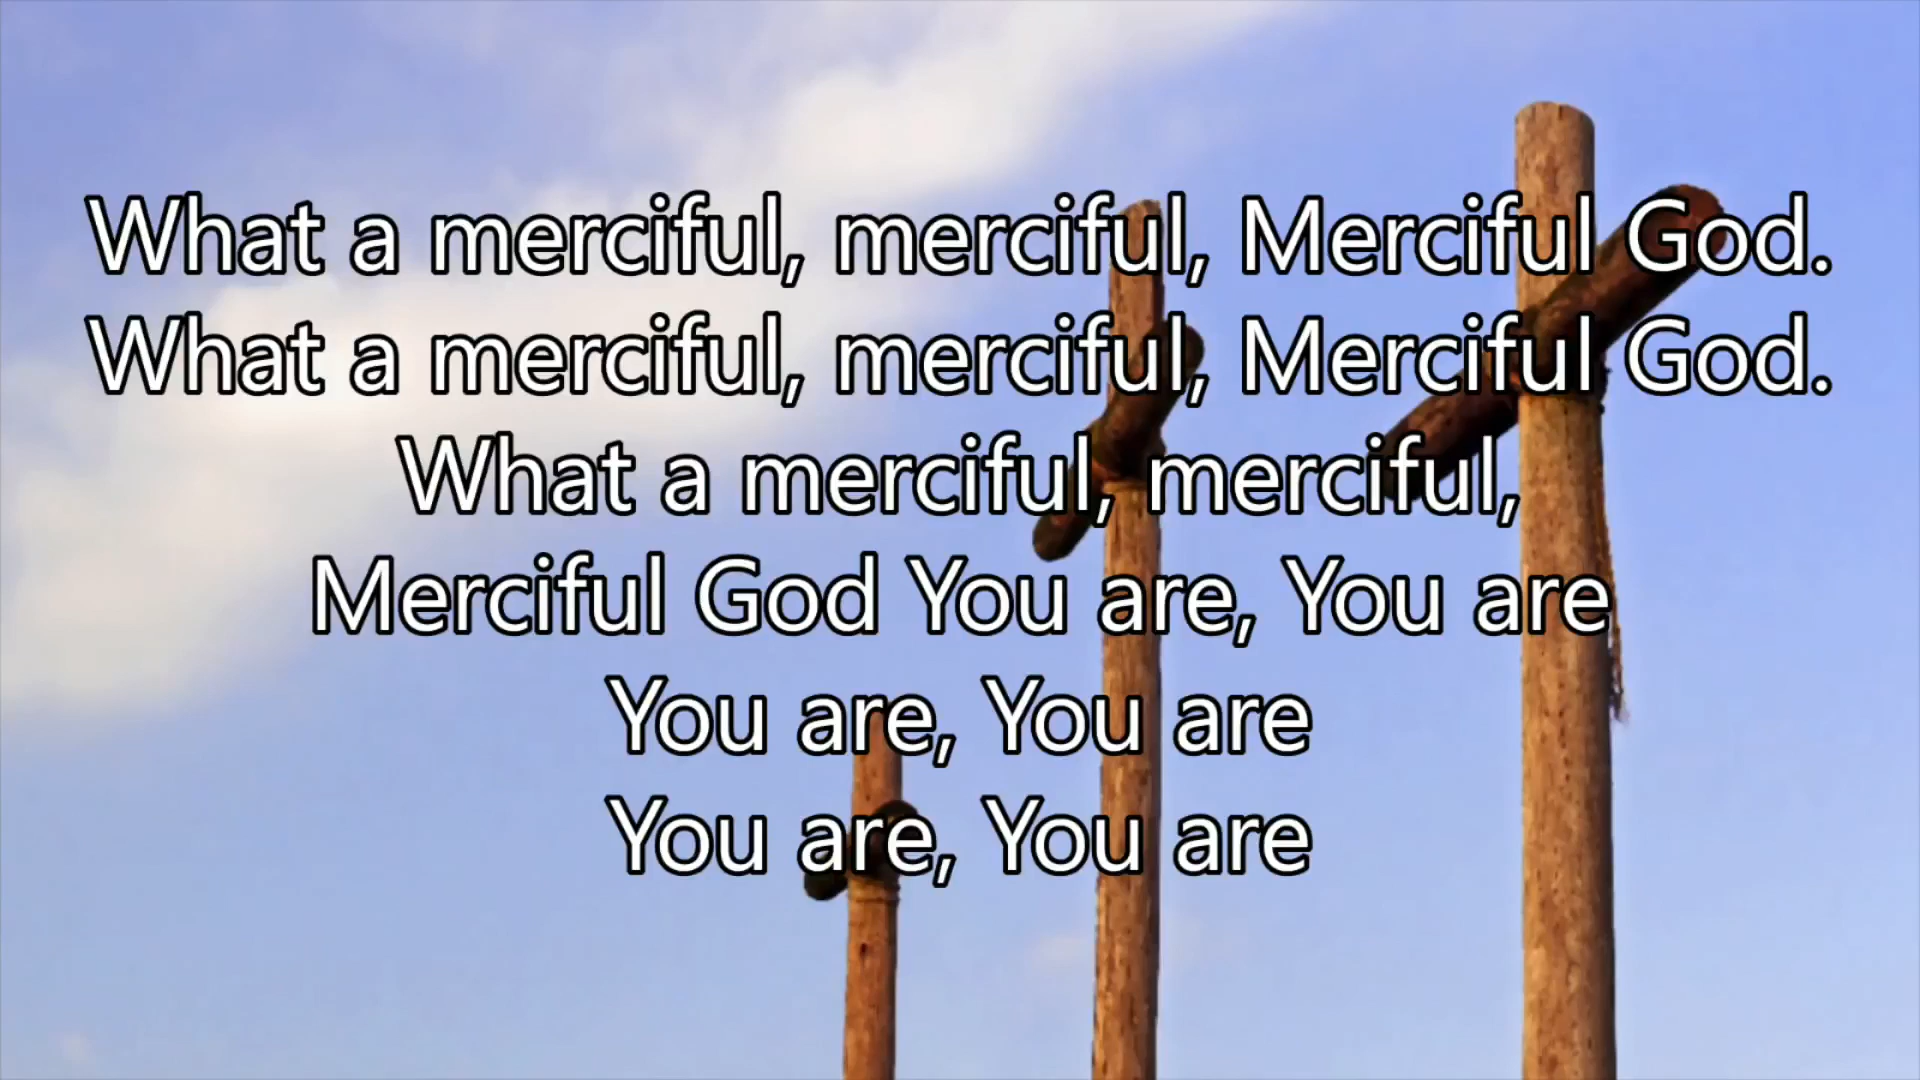 What a merciful, merciful, Merciful God.
What a merciful, merciful, Merciful God.
What a merciful, merciful,
Merciful God You are, You are
You are, You are
You are, You are